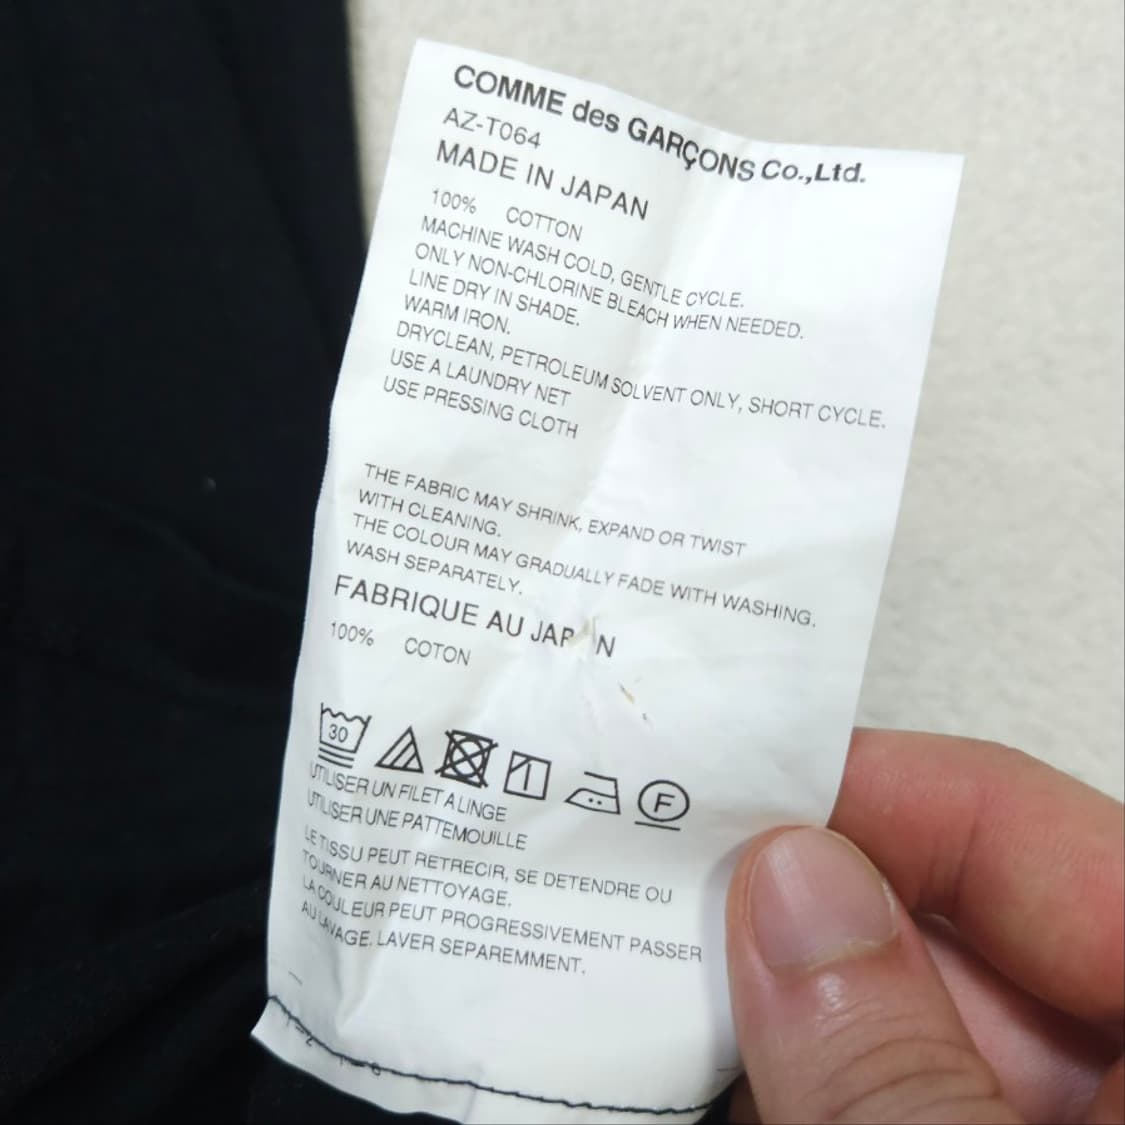 COMME des GARÇONS Co.,Ltd.
AZ-T064
MADE IN JAPAN
100% COTTON
MACHINE WASH COLD, GENTLE CYCLE.
ONLY NON-CHLORINE BLEACH WHEN NEEDED.
LINE DRY IN SHADE.
WARM IRON.
DRYCLEAN, PETROLEUM SOLVENT ONLY, SHORT CYCLE.
USE A LAUNDRY NET
USE PRESSING CLOTH
THE FABRIC MAY SHRINK, EXPAND OR TWIST
WITH CLEANING.
THE COLOUR MAY GRADUALLY FADE WITH WASHING.
WASH SEPARATELY.
FABRIQUE AU JAPAN
100% COTON
30
F
UTILISER UN FILET A LINGE
UTILISER UNE PATTEMOUILLE
LE TISSU PEUT RETRECIR, SE DETENDRE OU
TOURNER AU NETTOYAGE.
LA COULEUR PEUT PROGRESSIVEMENT PASSER
AU LAVAGE. LAVER SEPAREMMENT.